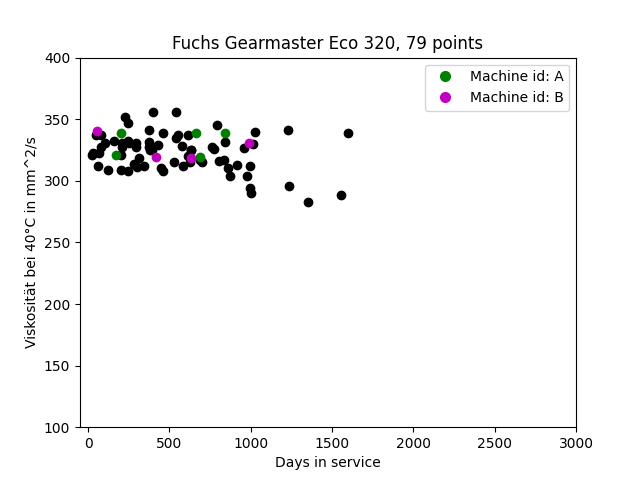 Fuchs Gearmaster Eco 320, 79 points
Machine id: A
Machine id: B
400
350
300
250
200
150
100
Viskosität bei 40°C in mm^2/s
0
500
1000
1500
2000
2500
3000
Days in service